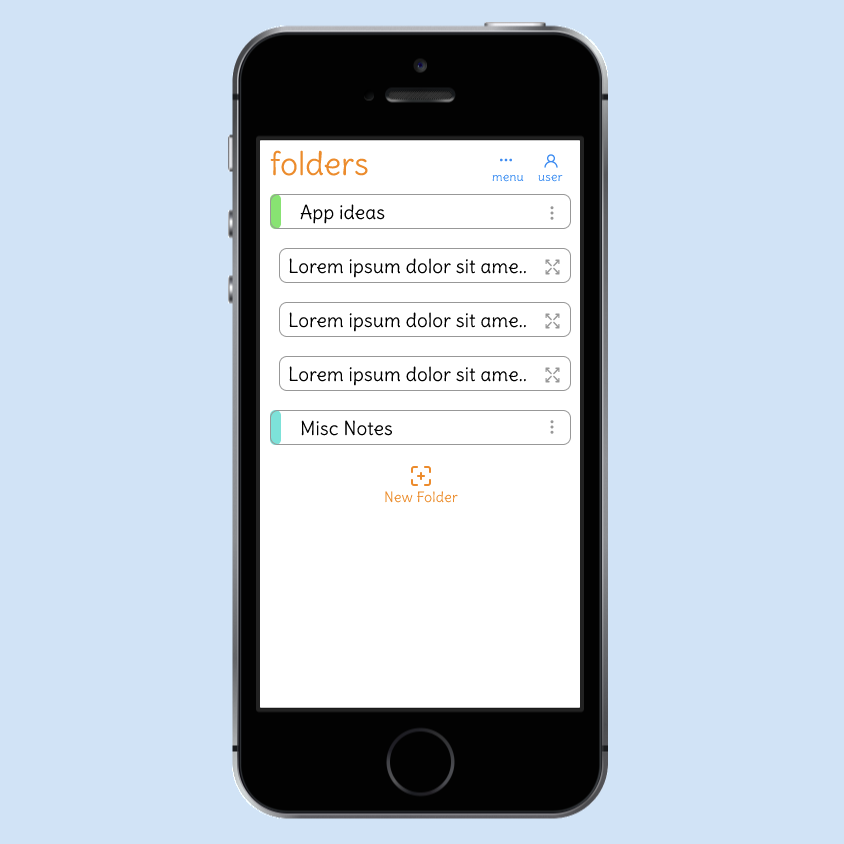 folders
menu
user
App ideas
Lorem ipsum dolor sit ame..
Lorem ipsum dolor sit ame..
Lorem ipsum dolor sit ame..
Misc Notes
New Folder